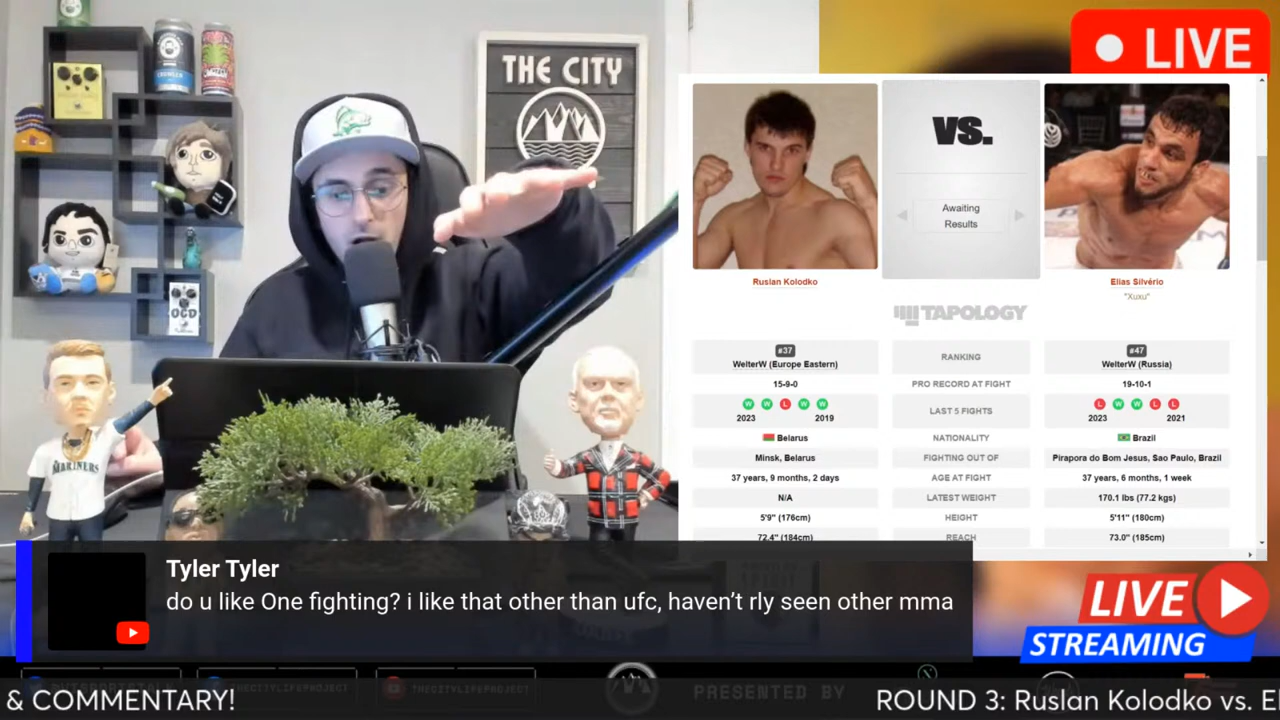 LIVE
THE CITY
OCD
MARINERS
VS.
Awaiting
Results
Ruslan Kolodko
Elias Silvério
"Xuxu"
TAPOLOGY
#37
WelterW (Europe Eastern)
RANKING
#47
WelterW (Russia)
15-9-0
PRO RECORD AT FIGHT
19-10-1
W W L W W
2023 2019
LAST 5 FIGHTS
L W W L L
2023 2021
Belarus
NATIONALITY
Brazil
Minsk, Belarus
FIGHTING OUT OF
Pirapora do Bom Jesus, Sao Paulo, Brazil
37 years, 9 months, 2 days
AGE AT FIGHT
37 years, 6 months, 1 week
N/A
LATEST WEIGHT
170.1 lbs (77.2 kgs)
5'9" (176cm)
HEIGHT
5'11" (180cm)
72.4" (184cm)
REACH
73.0" (185cm)
Tyler Tyler
do u like One fighting? i like that other than ufc, haven't rly seen other mma
LIVE
STREAMING
THECITYLIFEPROJECT
THECITYLIFEPROJECT
PRESENTED BY
& COMMENTARY!
ROUND 3: Ruslan Kolodko vs. El